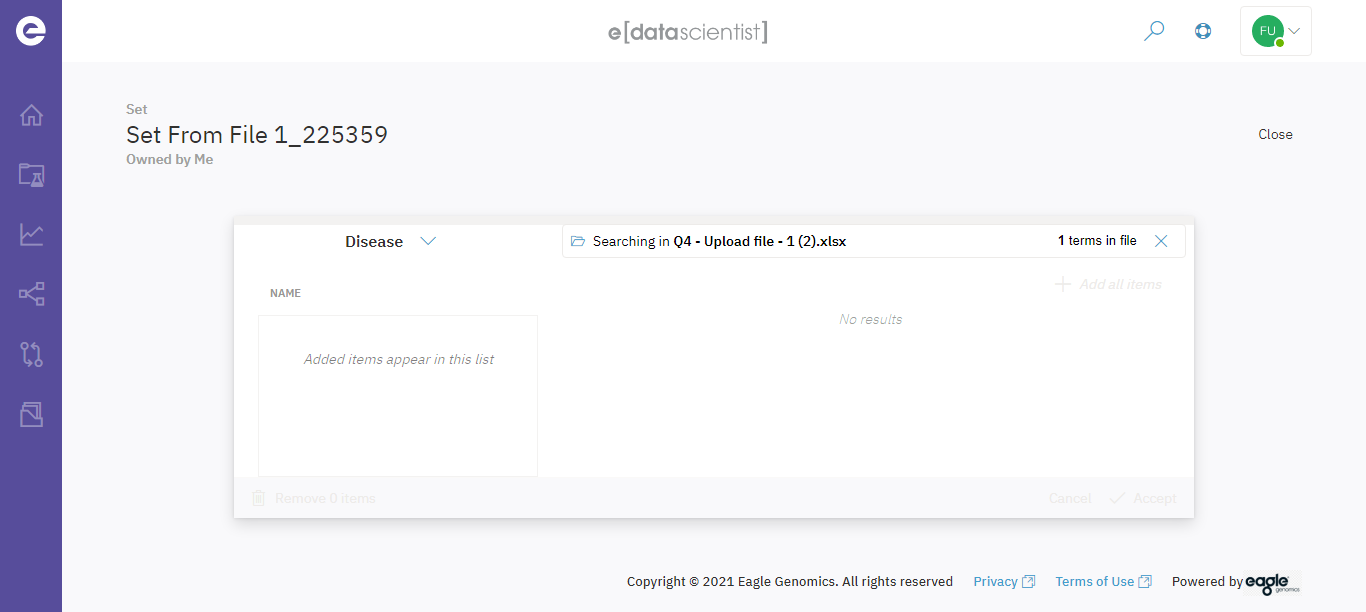 e[datascientist]
FU
Set
Set From File 1_225359
Owned by Me
Close
Disease
Searching in Q4 - Upload file - 1 (2).xlsx
1 terms in file
Add all items
NAME
No results
Added items appear in this list
Remove 0 items
Cancel
Accept
Copyright © 2021 Eagle Genomics. All rights reserved
Privacy
Terms of Use
Powered by eagle genomics